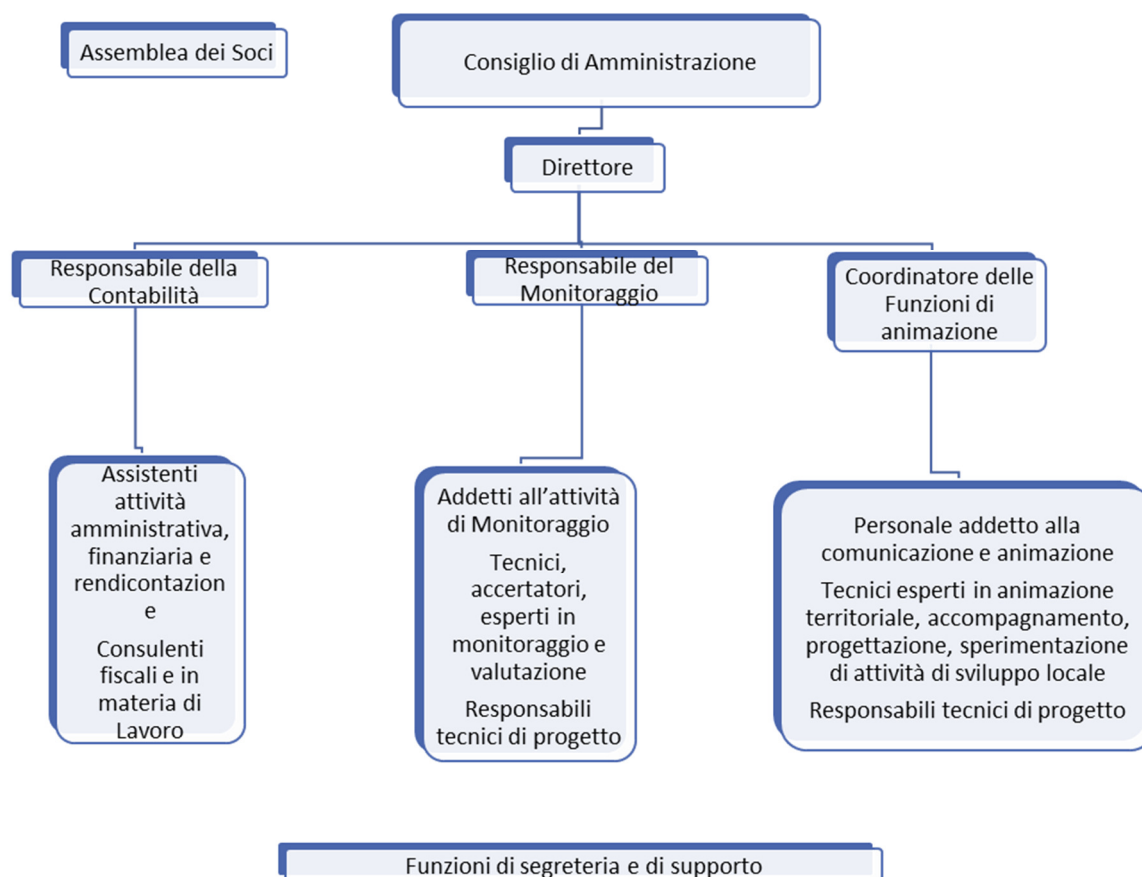 Assemblea dei Soci
Consiglio di Amministrazione
Direttore
Responsabile della
Contabilità
Responsabile del
Monitoraggio
Coordinatore delle
Funzioni di
animazione
Assistenti
attività
amministrativa,
finanziaria e
rendicontazion
e
Consulenti
fiscali e in
materia di
Lavoro
Addetti all’attività
di Monitoraggio
Tecnici,
accertatori,
esperti in
monitoraggio e
valutazione
Responsabili
tecnici di progetto
Personale addetto alla
comunicazione e animazione
Tecnici esperti in animazione
territoriale, accompagnamento,
progettazione, sperimentazione
di attività di sviluppo locale
Responsabili tecnici di progetto
Funzioni di segreteria e di supporto